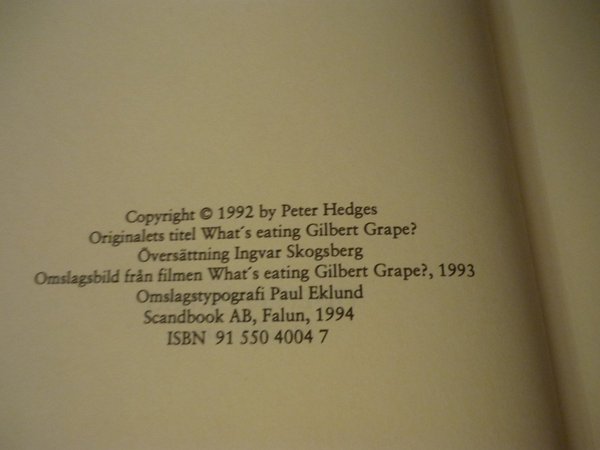 Copyright © 1992 by Peter Hedges
Originalets titel What´s eating Gilbert Grape?
Översättning Ingvar Skogsberg
Omslagsbild från filmen What´s eating Gilbert Grape?, 1993
Omslagstypografi Paul Eklund
Scandbook AB, Falun, 1994
ISBN 91 550 4004 7